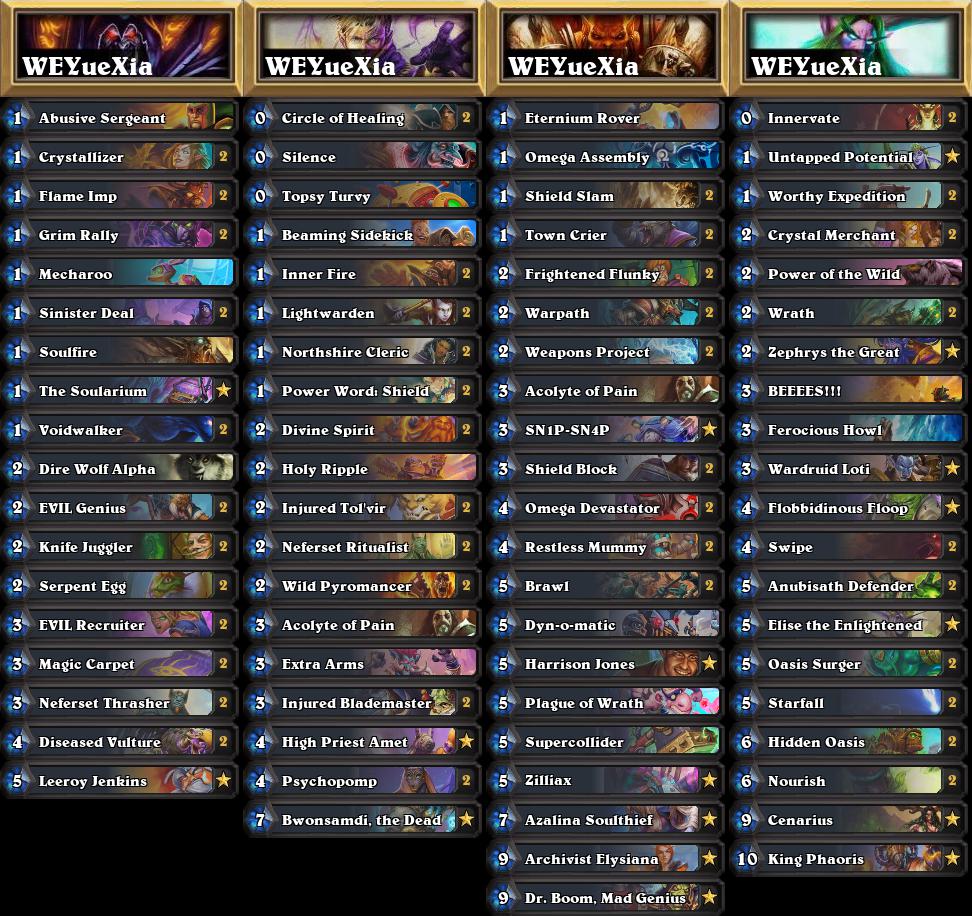 WEYueXia
1 Abusive Sergeant
1 Crystallizer 2
1 Flame Imp 2
1 Grim Rally 2
1 Mecharoo
1 Sinister Deal 2
1 Soulfire
1 The Soularium
1 Voidwalker 2
2 Dire Wolf Alpha
2 EVIL Genius 2
2 Knife Juggler 2
2 Serpent Egg 2
3 EVIL Recruiter 2
3 Magic Carpet 2
3 Neferset Thrasher 2
4 Diseased Vulture 2
5 Leeroy Jenkins
WEYueXia
0 Circle of Healing 2
0 Silence
0 Topsy Turvy
1 Beaming Sidekick
1 Inner Fire 2
1 Lightwarden 2
1 Northshire Cleric 2
1 Power Word: Shield 2
2 Divine Spirit 2
2 Holy Ripple
2 Injured Tol'vir 2
2 Neferset Ritualist 2
2 Wild Pyromancer 2
3 Acolyte of Pain
3 Extra Arms
3 Injured Blademaster 2
4 High Priest Amet
4 Psychopomp 2
7 Bwonsamdi, the Dead
WEYueXia
1 Eternium Rover
1 Omega Assembly
1 Shield Slam 2
1 Town Crier 2
2 Frightened Flunky 2
2 Warpath 2
2 Weapons Project 2
3 Acolyte of Pain
3 SN1P-SN4P
3 Shield Block 2
4 Omega Devastator 2
4 Restless Mummy 2
5 Brawl 2
5 Dyn-o-matic
5 Harrison Jones
5 Plague of Wrath
5 Supercollider
5 Zilliax
7 Azalina Soulthief
9 Archivist Elysiana
9 Dr. Boom, Mad Genius
WEYueXia
0 Innervate 2
1 Untapped Potential
1 Worthy Expedition 2
2 Crystal Merchant 2
2 Power of the Wild
2 Wrath 2
2 Zephrys the Great
3 BEEEES!!!
3 Ferocious Howl
3 Wardruid Loti
4 Flobbidinous Floop
4 Swipe 2
5 Anubisath Defender 2
5 Elise the Enlightened
5 Oasis Surger 2
5 Starfall 2
6 Hidden Oasis 2
6 Nourish 2
9 Cenarius
10 King Phaoris